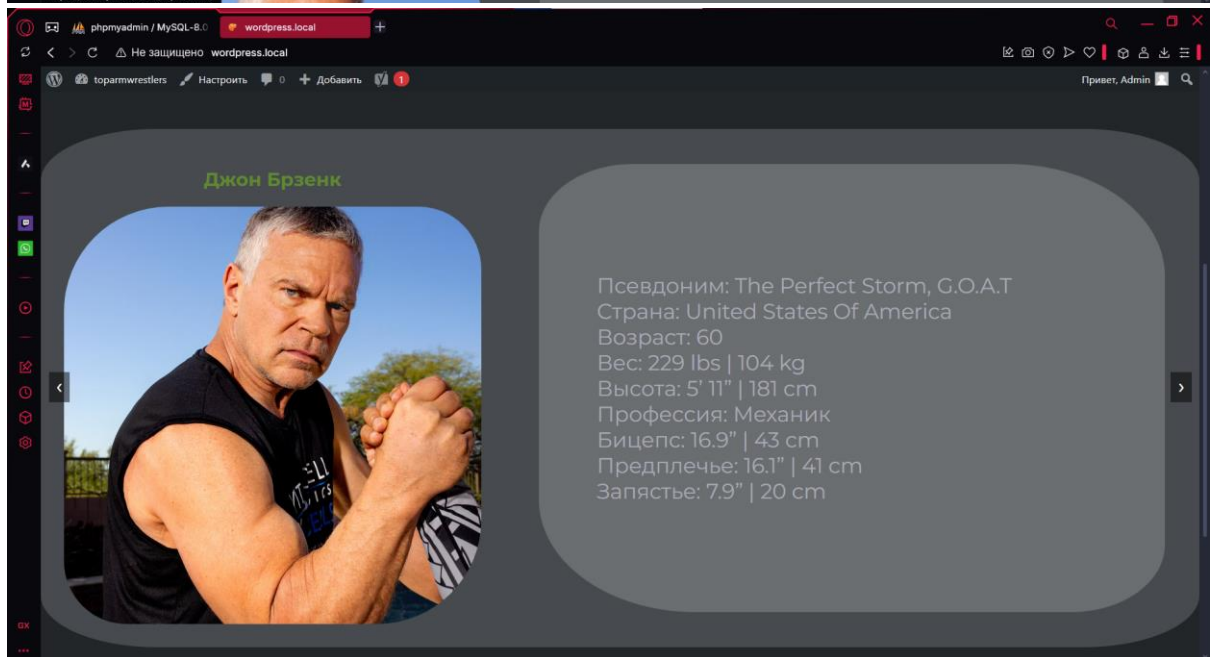 phpmyadmin / MySQL-8.0
wordpress.local
Не защищено wordpress.local
toparmwrestlers Настроить 0 Добавить 1
Привет, Admin
Джон Брзенк
Псевдоним: The Perfect Storm, G.O.A.T
Страна: United States Of America
Возраст: 60
Вес: 229 lbs | 104 kg
Высота: 5’ 11” | 181 cm
Профессия: Механик
Бицепс: 16.9” | 43 cm
Предплечье: 16.1” | 41 cm
Запястье: 7.9” | 20 cm
GX